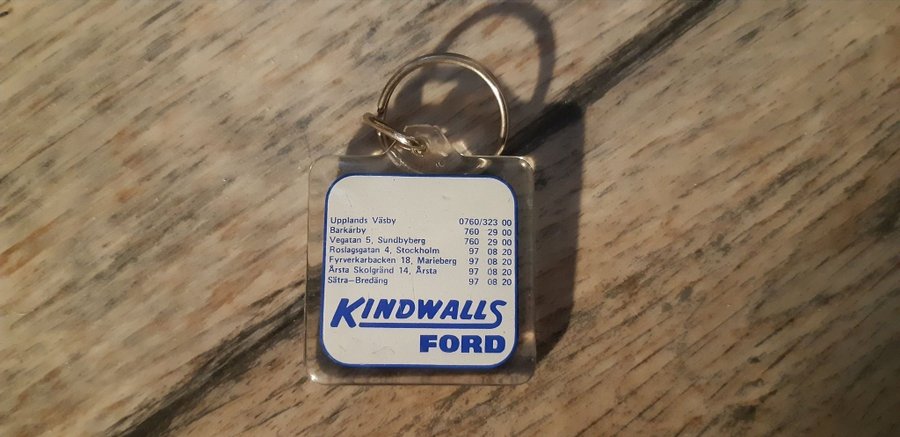 Upplands Väsby 0760/323 00
Barkarby 760 29 00
Vegatan 5, Sundbyberg 760 29 00
Roslagsgatan 4, Stockholm 97 08 20
Fyrverkarbacken 18, Marieberg 97 08 20
Årsta Skolgränd 14, Årsta 97 08 20
Sätra-Bredäng 97 08 20
KINDWALLS
FORD